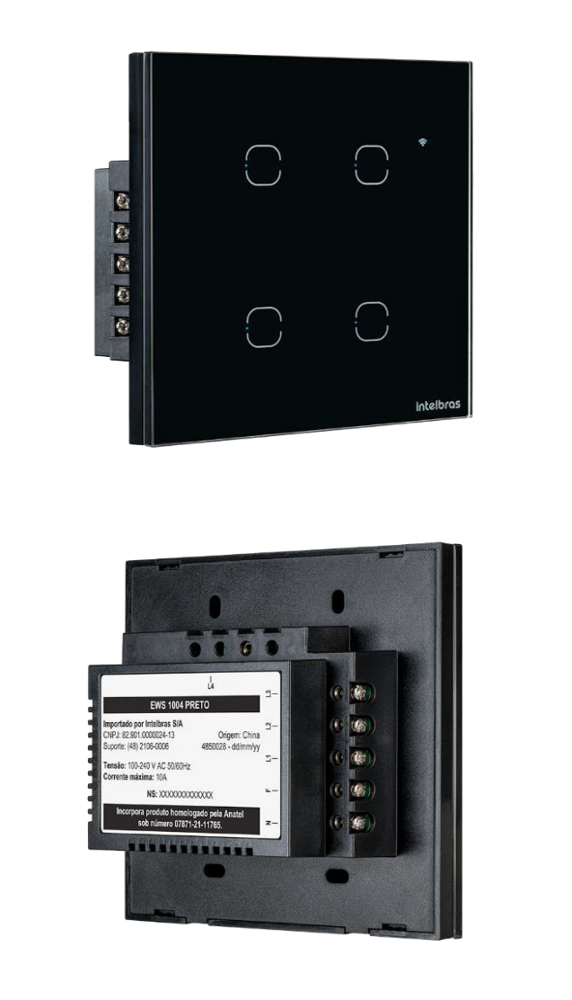 intelbras
L4
EWS 1004 PRETO
Importado por Intelbras S/A
CNPJ: 82.901.0000024-13 Origem: China
Suporte: (48) 2106-0006 4850028 - dd/mm/yy
Tensão: 100-240 V AC 50/60Hz
Corrente máxima: 10A
NS: XXXXXXXXXXXXX
Incorpora produto homologado pela Anatel
sob número 07871-21-11765.
L3
L2
L1
F
N